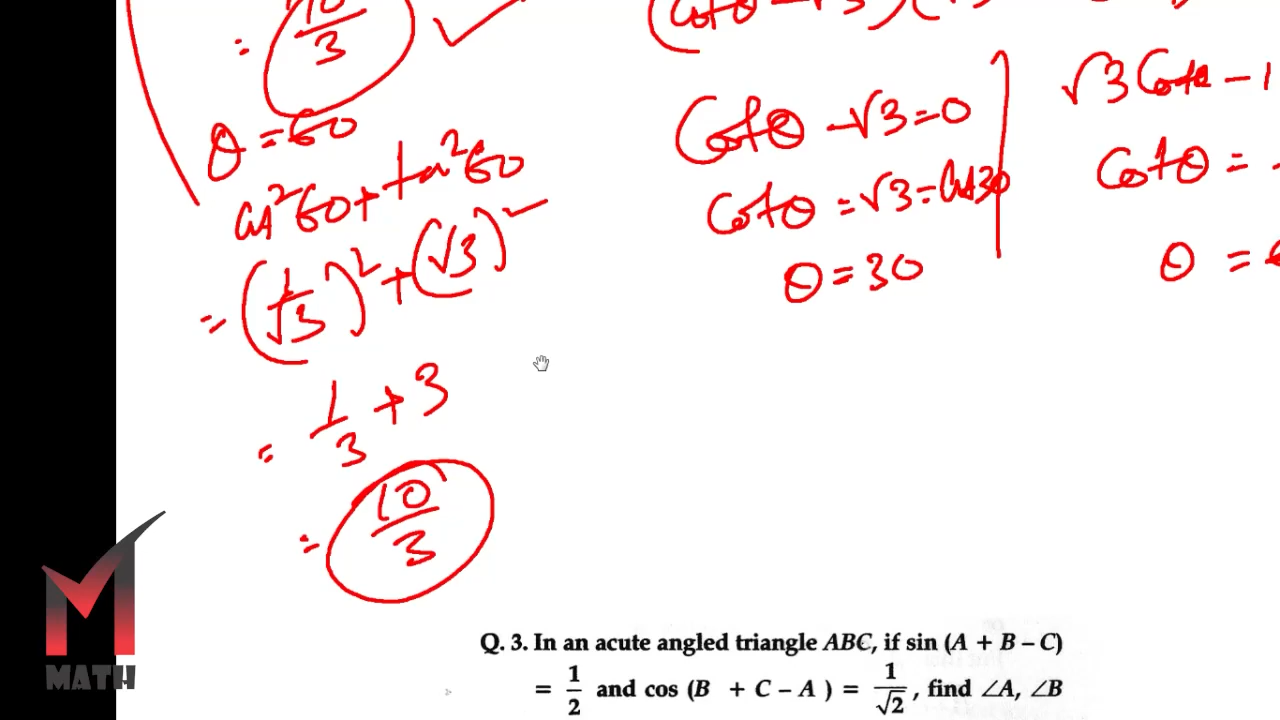 = 10/3
θ = 60
cot²60 + tan²60
= (1/√3)² + (√3)²
= 1/3 + 3
= 10/3
(cotθ - √3)
cotθ - √3 = 0
cotθ = √3 = cot30
θ = 30
√3 cotθ - 1
cotθ =
θ =
Q. 3. In an acute angled triangle ABC, if sin (A + B – C)
= 1/2 and cos (B + C – A) = 1/√2, find ∠A, ∠B
M
MATH